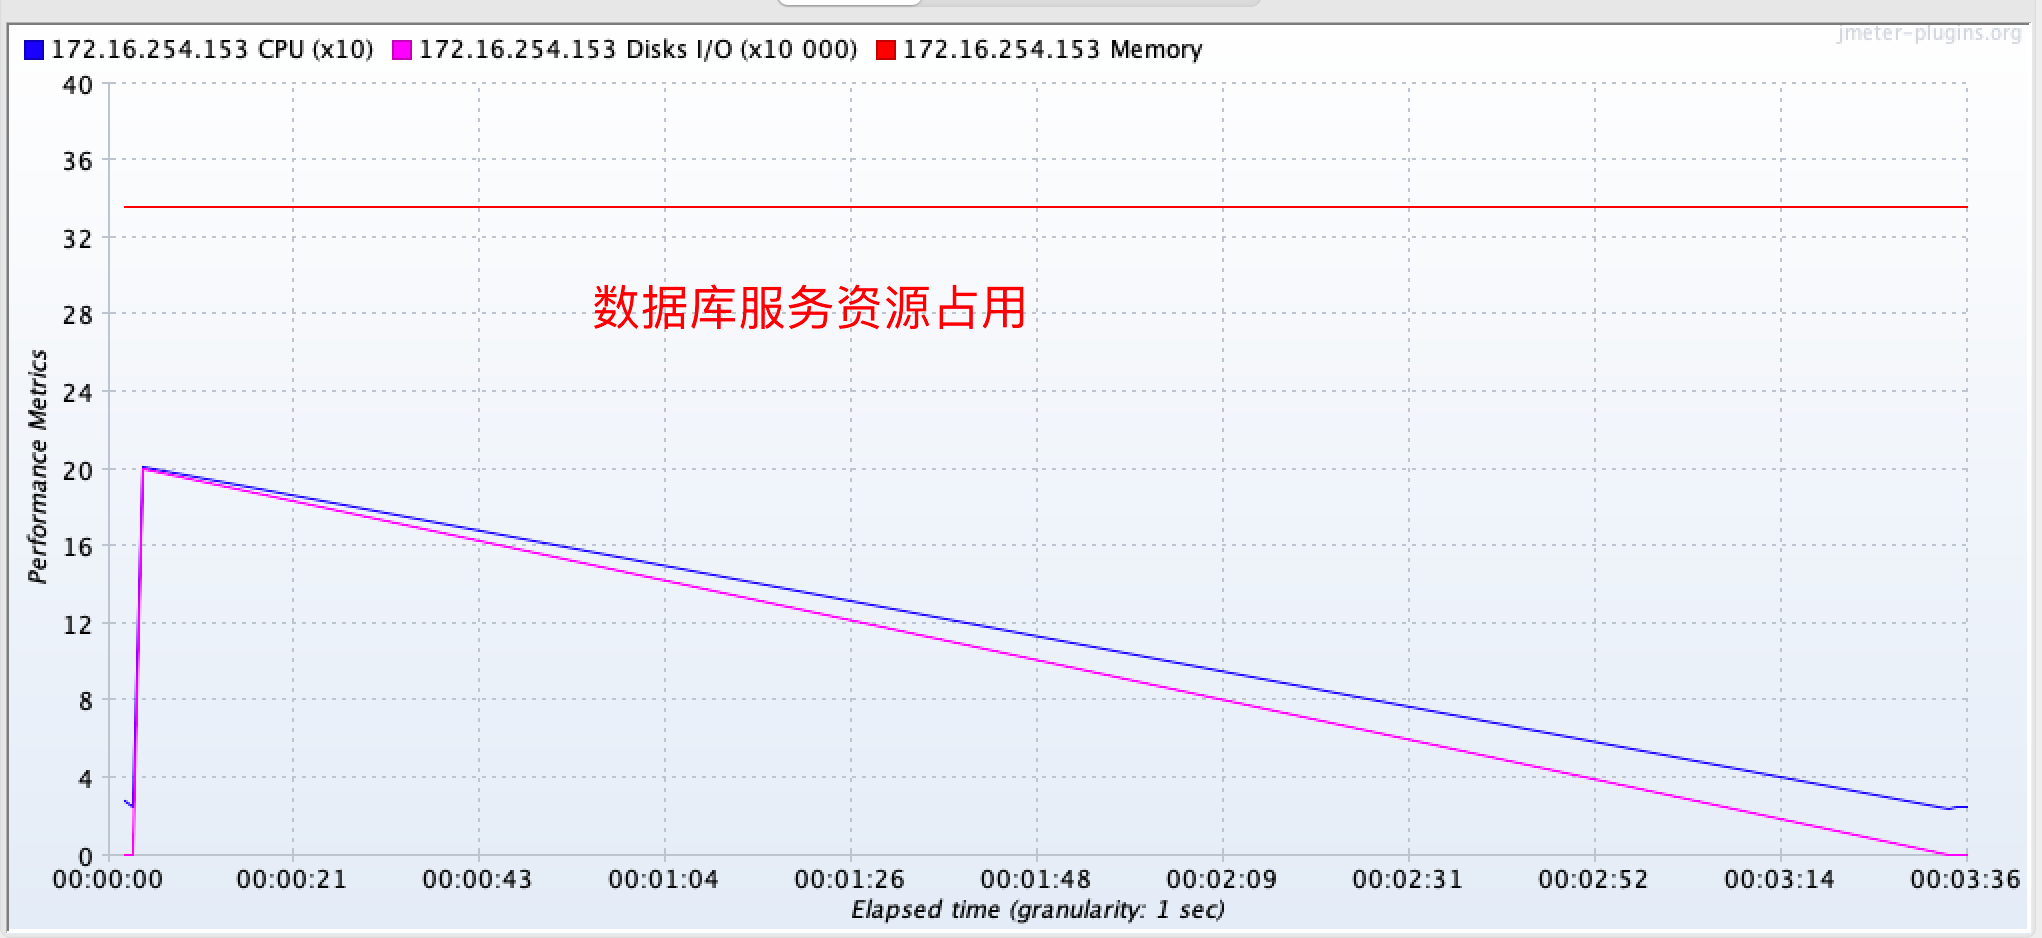 jmeter-plugins.org
172.16.254.153 CPU (x10) 172.16.254.153 Disks I/O (x10 000) 172.16.254.153 Memory
40
36
32
28
24
20
16
12
8
4
0
Performance Metrics
数据库服务资源占用
00:00:00 00:00:21 00:00:43 00:01:04 00:01:26 00:01:48 00:02:09 00:02:31 00:02:52 00:03:14 00:03:36
Elapsed time (granularity: 1 sec)